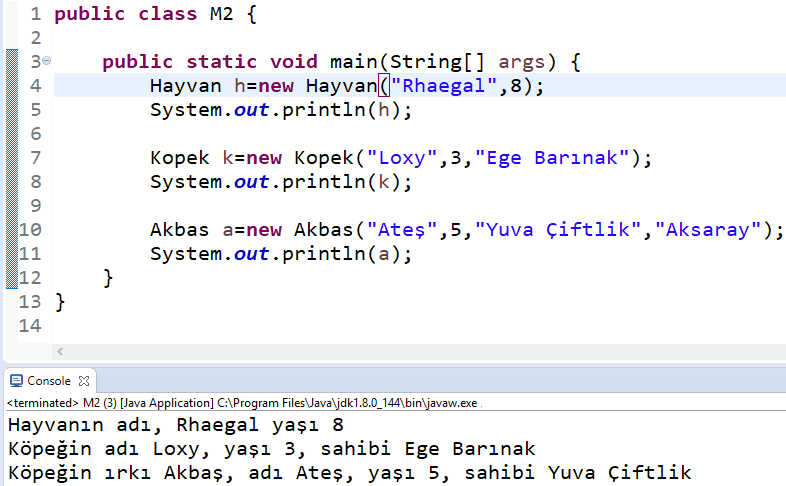 1 public class M2 {
2
3 public static void main(String[] args) {
4 Hayvan h=new Hayvan("Rhaegal",8);
5 System.out.println(h);
6
7 Kopek k=new Kopek("Loxy",3,"Ege Barınak");
8 System.out.println(k);
9
10 Akbas a=new Akbas("Ateş",5,"Yuva Çiftlik","Aksaray");
11 System.out.println(a);
12 }
13 }
14
Console
<terminated> M2 (3) [Java Application] C:\Program Files\Java\jdk1.8.0_144\bin\javaw.exe
Hayvanın adı, Rhaegal yaşı 8
Köpeğin adı Loxy, yaşı 3, sahibi Ege Barınak
Köpeğin ırkı Akbaş, adı Ateş, yaşı 5, sahibi Yuva Çiftlik